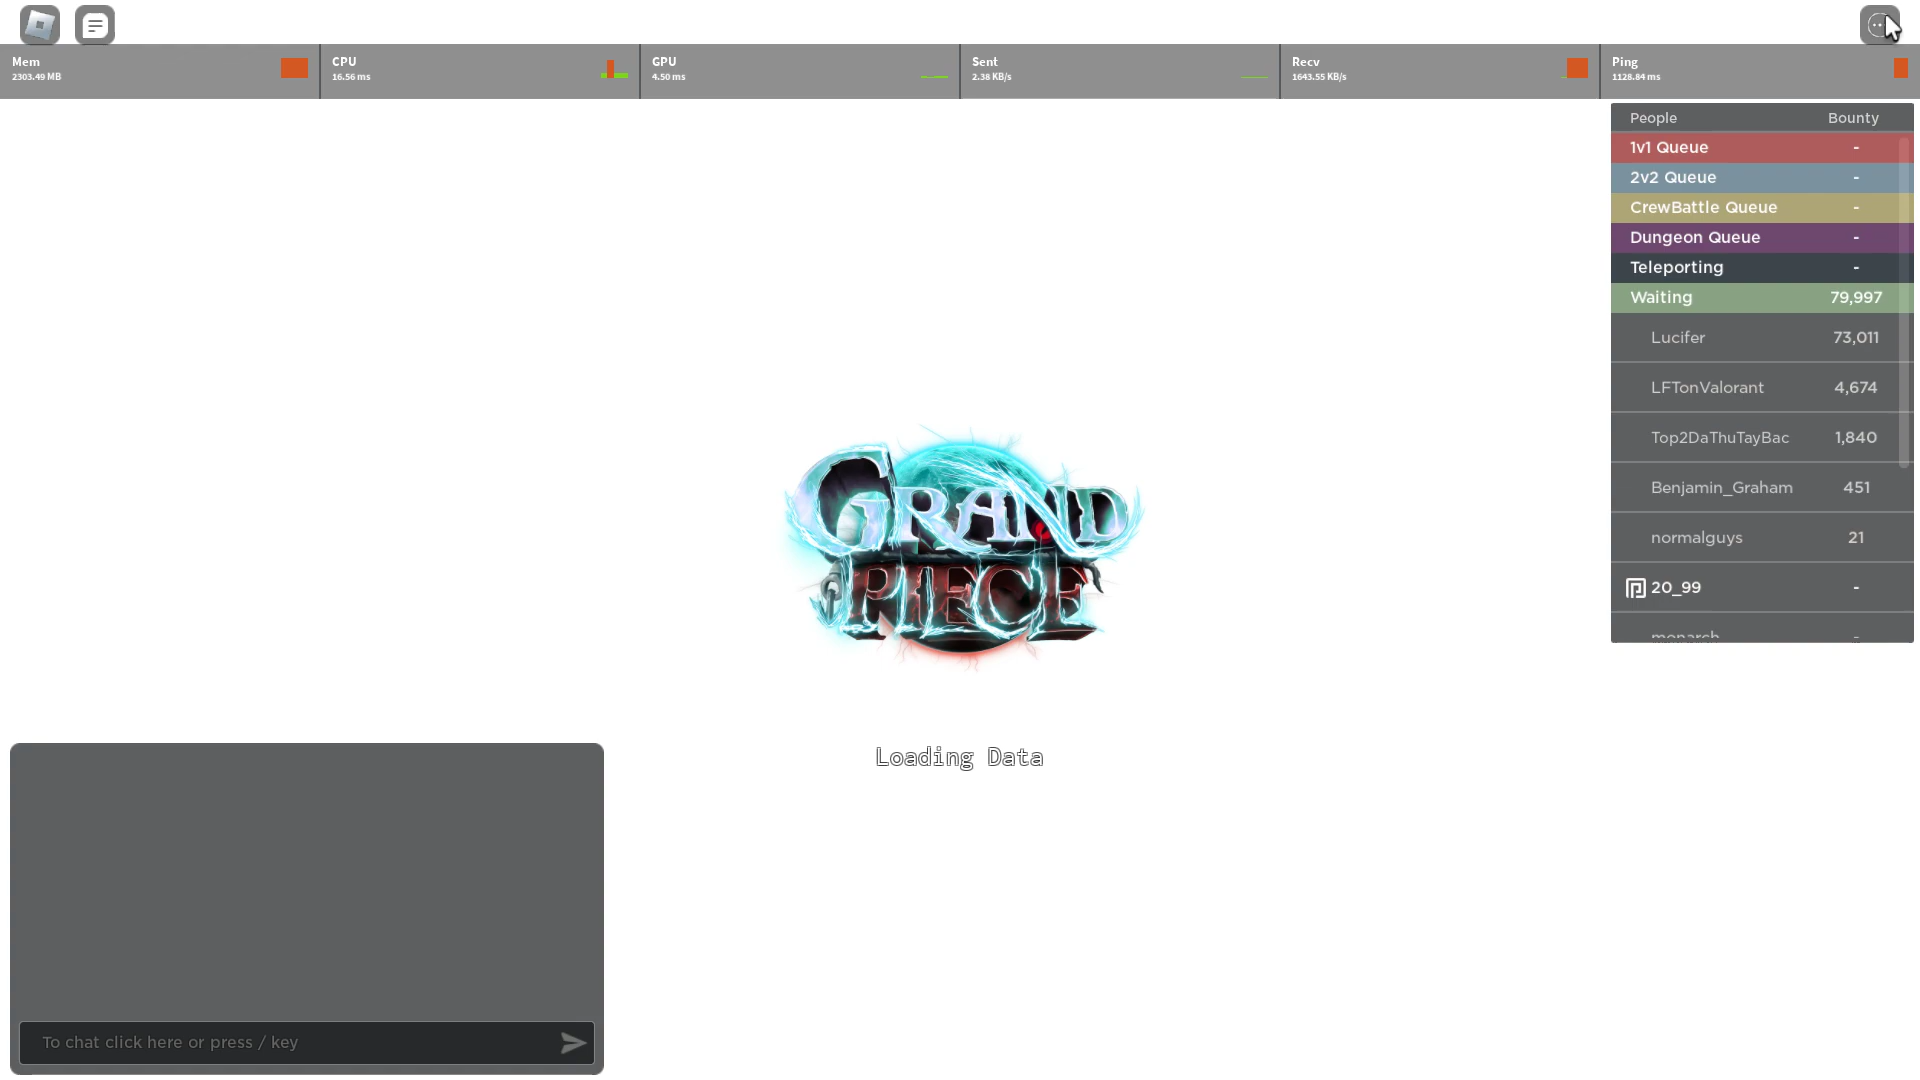 Mem
2303.49 MB
CPU
16.56 ms
GPU
4.50 ms
Sent
2.38 KB/s
Recv
1643.55 KB/s
Ping
1128.84 ms
People Bounty
1v1 Queue -
2v2 Queue -
CrewBattle Queue -
Dungeon Queue -
Teleporting -
Waiting 79,997
Lucifer 73,011
LFTonValorant 4,674
Top2DaThuTayBac 1,840
Benjamin_Graham 451
normalguys 21
20_99 -
monarch -
GRAND
PIECE
Loading Data
To chat click here or press / key